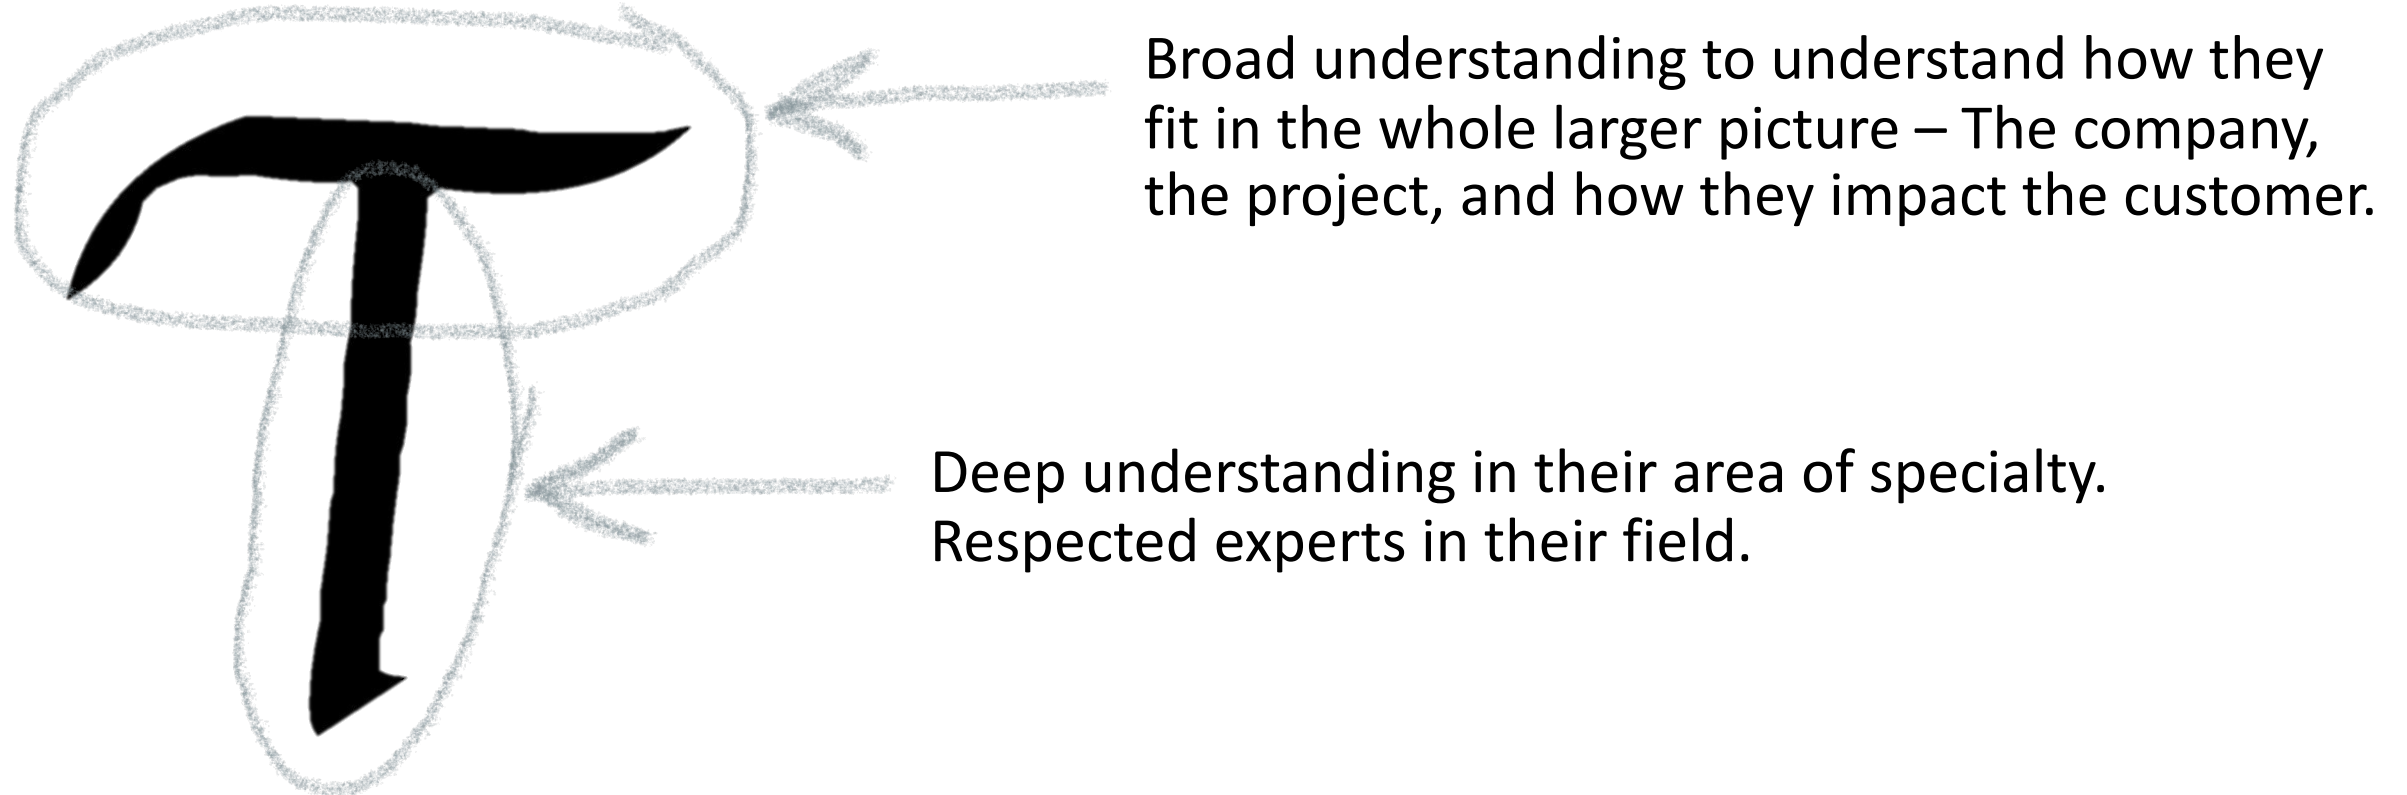 T
Broad understanding to understand how they
fit in the whole larger picture – The company,
the project, and how they impact the customer.
Deep understanding in their area of specialty.
Respected experts in their field.